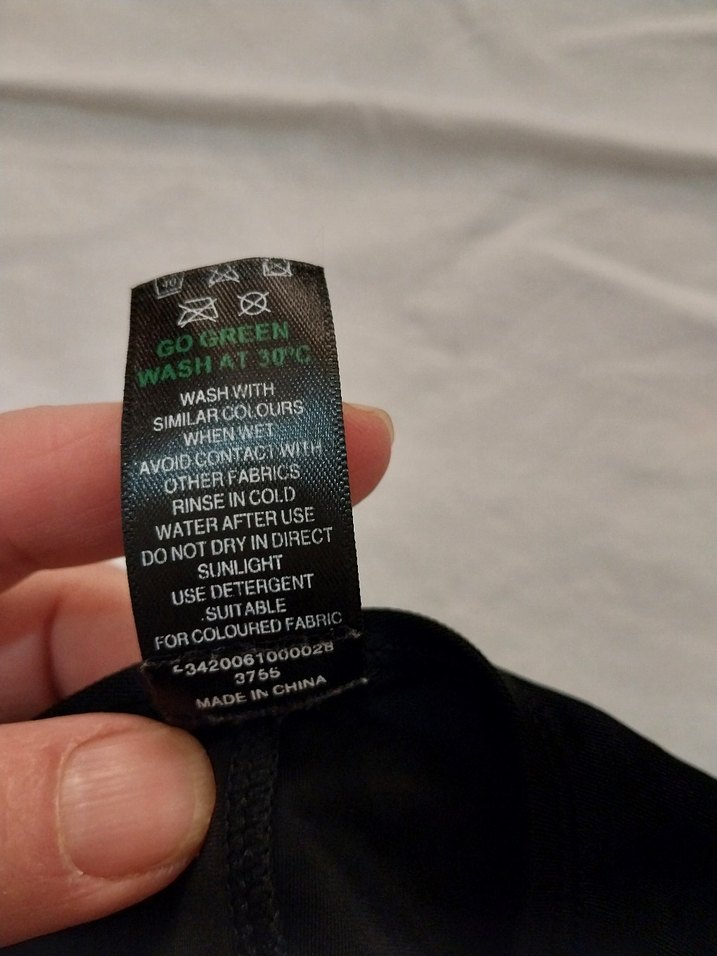 40
GO GREEN
WASH AT 30°C
WASH WITH
SIMILAR COLOURS
WHEN WET
AVOID CONTACT WITH
OTHER FABRICS
RINSE IN COLD
WATER AFTER USE
DO NOT DRY IN DIRECT
SUNLIGHT
USE DETERGENT
SUITABLE
FOR COLOURED FABRIC
3755
MADE IN CHINA